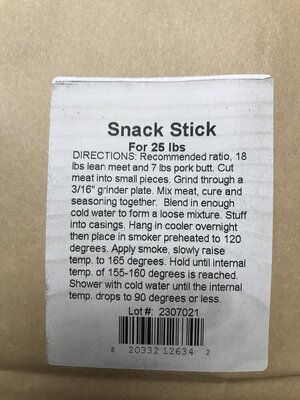 Snack Stick
For 25 lbs
DIRECTIONS: Recommended ratio, 18
lbs lean meet and 7 lbs pork butt. Cut
meat into small pieces. Grind through a
3/16" grinder plate. Mix meat, cure and
seasoning together. Blend in enough
cold water to form a loose mixture. Stuff
into casings. Hang in cooler overnight
then place in smoker preheated to 120
degrees. Apply smoke, slowly raise
temp. to 165 degrees. Hold until internal
temp. of 155-160 degrees is reached.
Shower with cold water until the internal
temp. drops to 90 degrees or less.
Lot #: 2307021
8 20332 12634 2